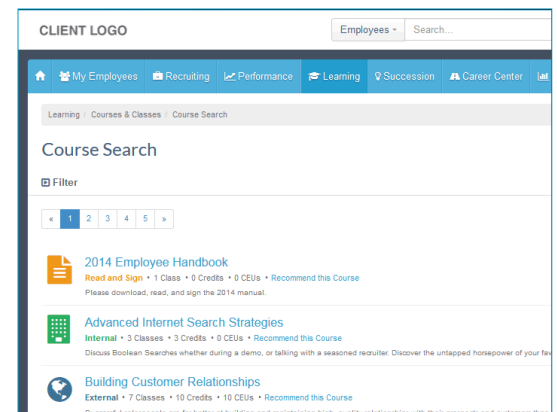 CLIENT LOGO
Employees
Search...
My Employees Recruiting Performance Learning Succession Career Center
Learning / Courses & Classes / Course Search
Course Search
Filter
« 1 2 3 4 5 »
2014 Employee Handbook
Read and Sign • 1 Class • 0 Credits • 0 CEUs • Recommend this Course
Please download, read, and sign the 2014 manual.
Advanced Internet Search Strategies
Internal • 3 Classes • 3 Credits • 0 CEUs • Recommend this Course
Discuss Boolean Searches whether during a demo, or talking with a seasoned recruiter. Discover the untapped horsepower of your fav
Building Customer Relationships
External • 7 Classes • 10 Credits • 10 CEUs • Recommend this Course